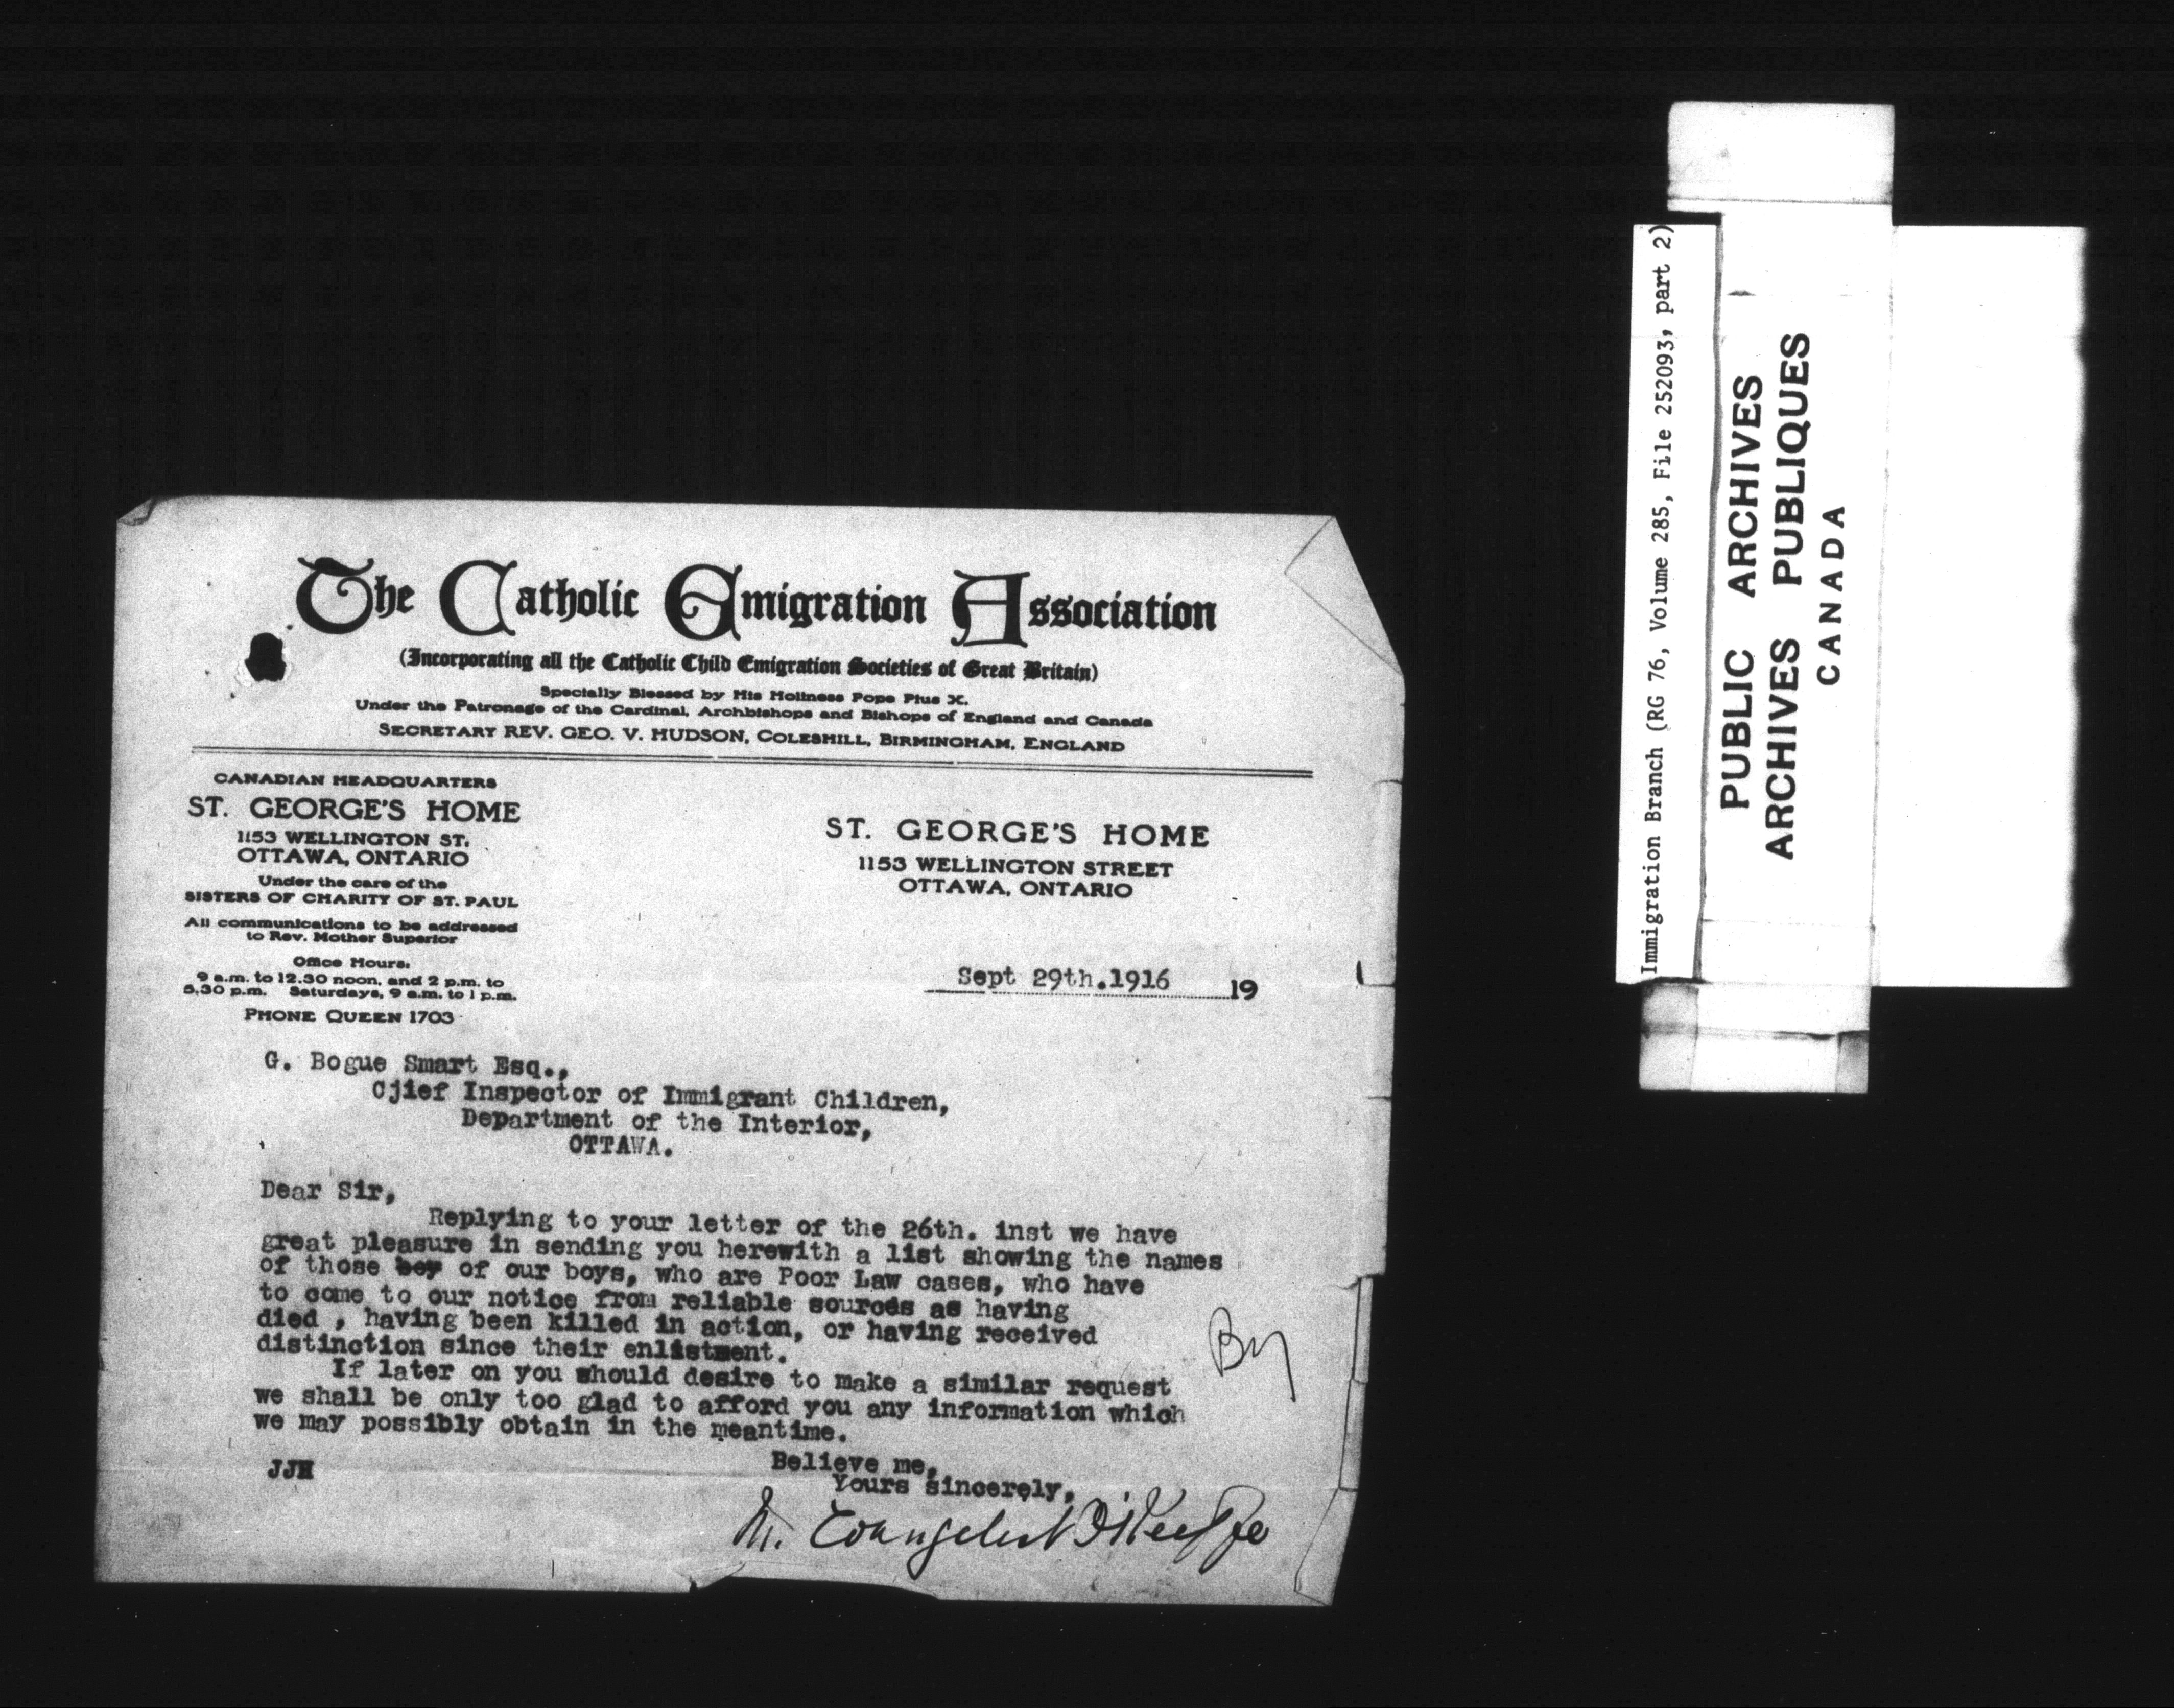 The Catholic Emigration Association
(Incorporating all the Catholic Child Emigration Societies of Great Britain)
Specially Blessed by His Holiness Pope Pius X.
Under the Patronage of the Cardinal, Archbishops and Bishops of England and Canada
SECRETARY REV. GEO. V. HUDSON, COLESHILL, BIRMINGHAM, ENGLAND
CANADIAN HEADQUARTERS
ST. GEORGE'S HOME
1153 WELLINGTON ST.
OTTAWA, ONTARIO
Under the care of the
SISTERS OF CHARITY OF ST. PAUL
All communications to be addressed
to Rev. Mother Superior
Office Hours.
9 a.m. to 12.30 noon, and 2 p.m. to
5.30 p.m. Saturdays, 9 a.m. to 1 p.m.
PHONE QUEEN 1703
ST. GEORGE'S HOME
1153 WELLINGTON STREET
OTTAWA, ONTARIO
Sept 29th.1916 19
G. Bogue Smart Esq.,
Cjief Inspector of Immigrant Children,
Department of the Interior,
OTTAWA.
Dear Sir,
Replying to your letter of the 26th. inst we have
great pleasure in sending you herewith a list showing the names
of those boy of our boys, who are Poor Law cases, who have
to come to our notice from reliable sources as having
died , having been killed in action, or having received
distinction since their enlistment.
If later on you should desire to make a similar request
we shall be only too glad to afford you any information which
we may possibly obtain in the meantime.
Believe me,
JJH
Yours sincerely,
M. Evangelist O'Keeffe
Immigration Branch (RG 76, Volume 285, File 252093, part 2)
PUBLIC ARCHIVES
ARCHIVES PUBLIQUES
CANADA